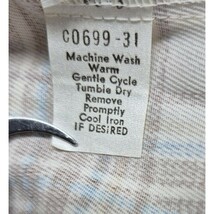 C0699-31
Machine Wash
Warm
Gentle Cycle
Tumble Dry
Remove
Promptly
Cool Iron
IF DESIRED